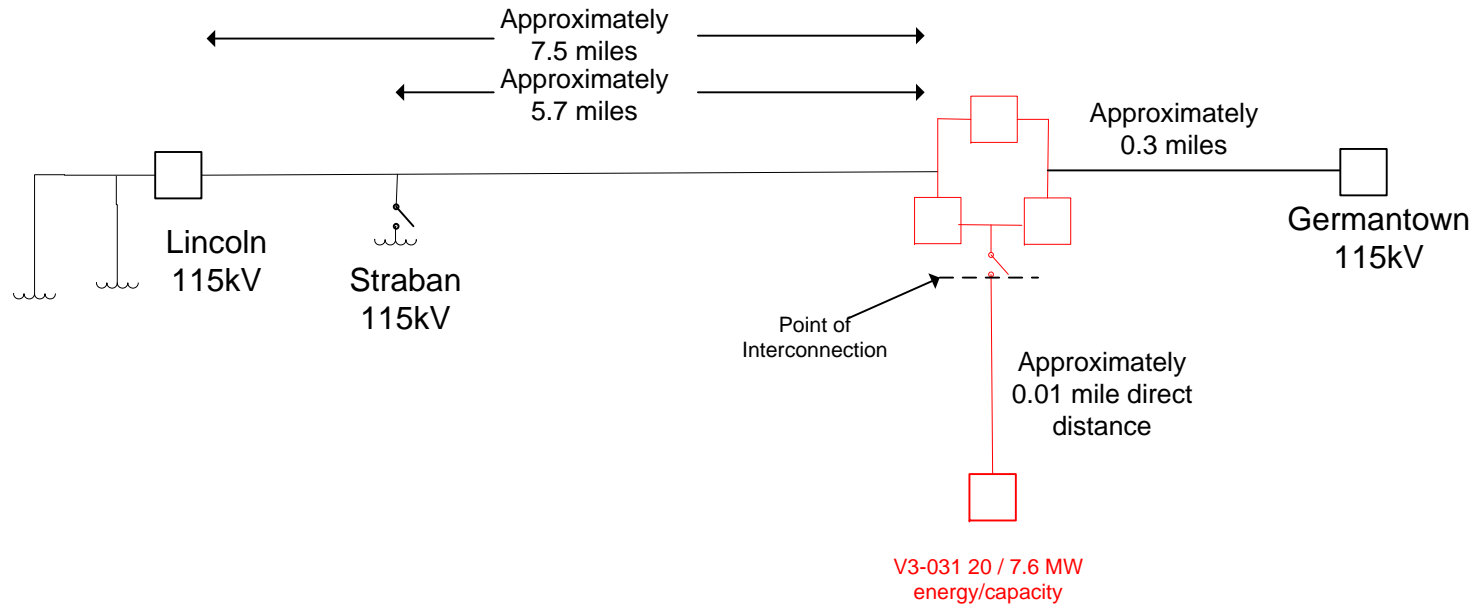 Approximately
7.5 miles
Approximately
5.7 miles
Approximately
0.3 miles
Lincoln
115kV
Straban
115kV
Germantown
115kV
Point of
Interconnection
Approximately
0.01 mile direct
distance
V3-031 20 / 7.6 MW
energy/capacity